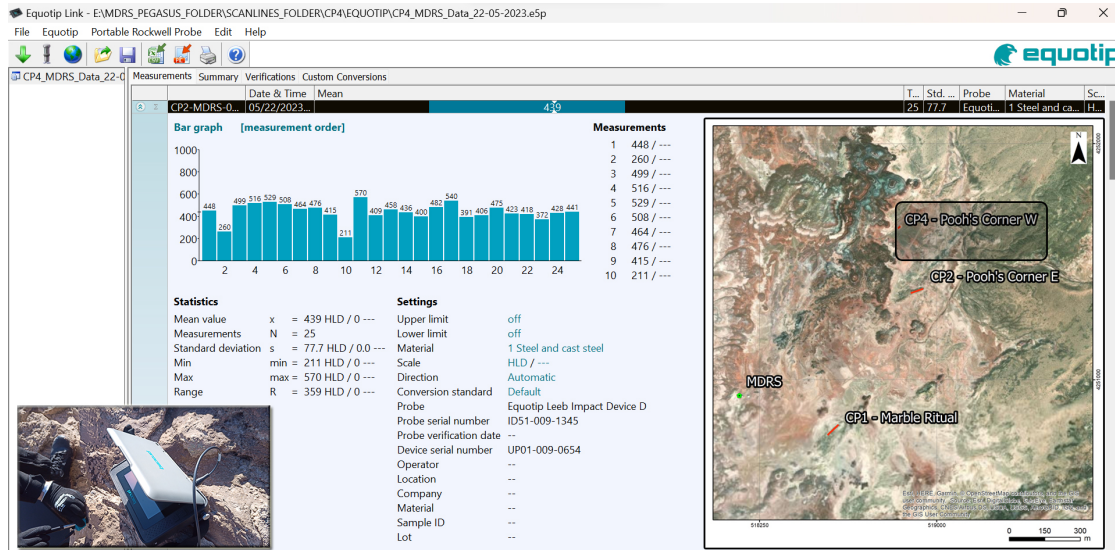 Equotip Link - E:\MDRS_PEGASUS_FOLDER\SCANLINES_FOLDER\CP4\EQUOTIP\CP4_MDRS_Data_22-05-2023.e5p
File Equotip Portable Rockwell Probe Edit Help
equotip
CP4_MDRS_Data_22-0
Measurements Summary Verifications Custom Conversions
Date & Time Mean T... Std. ... Probe Material Sc...
CP2-MDRS-0... 05/22/2023... 439 25 77.7 Equoti... 1 Steel and ca... H...
Bar graph [measurement order]
1000
800
600
400
200
0
448 260 499 516 529 508 464 476 415 211 570 409 458 436 400 482 540 391 406 475 423 418 372 428 441
2 4 6 8 10 12 14 16 18 20 22 24
Measurements
1 448 / ---
2 260 / ---
3 499 / ---
4 516 / ---
5 529 / ---
6 508 / ---
7 464 / ---
8 476 / ---
9 415 / ---
10 211 / ---
Statistics
Mean value x = 439 HLD / 0 ---
Measurements N = 25
Standard deviation s = 77.7 HLD / 0.0 ---
Min min = 211 HLD / 0 ---
Max max = 570 HLD / 0 ---
Range R = 359 HLD / 0 ---
Settings
Upper limit off
Lower limit off
Material 1 Steel and cast steel
Scale HLD / ---
Direction Automatic
Conversion standard Default
Probe Equotip Leeb Impact Device D
Probe serial number ID51-009-1345
Probe verification date --
Device serial number UP01-009-0654
Operator --
Location --
Company --
Material --
Sample ID --
Lot --
N
4252000
CP4 - Pooh's Corner W
CP2 - Pooh's Corner E
4251000
MDRS
CP1 - Marble Ritual
518250 519000
0 150 300
m